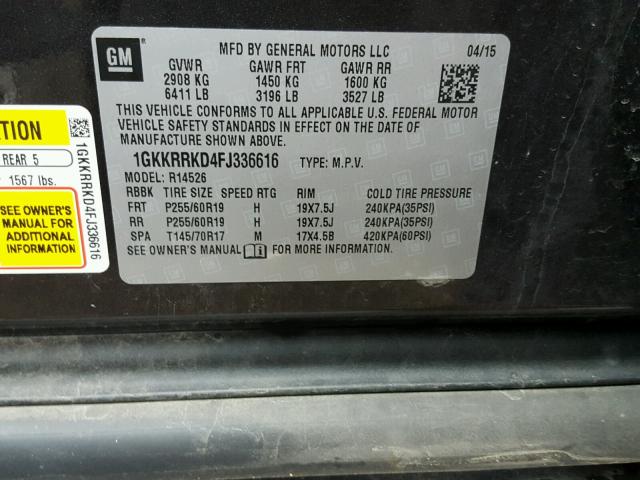 GM
MFD BY GENERAL MOTORS LLC 04/15
GVWR GAWR FRT GAWR RR
2908 KG 1450 KG 1600 KG
6411 LB 3196 LB 3527 LB
THIS VEHICLE CONFORMS TO ALL APPLICABLE U.S. FEDERAL MOTOR
VEHICLE SAFETY STANDARDS IN EFFECT ON THE DATE OF
MANUFACTURE SHOWN ABOVE.
1GKKRRKD4FJ336616 TYPE: M.P.V.
MODEL: R14526
RBBK TIRE SIZE SPEED RTG RIM COLD TIRE PRESSURE
FRT P255/60R19 H 19X7.5J 240KPA(35PSI)
RR P255/60R19 H 19X7.5J 240KPA(35PSI)
SPA T145/70R17 M 17X4.5B 420KPA(60PSI)
SEE OWNER'S MANUAL FOR MORE INFORMATION.
REAR 5
1567 lbs.
SEE OWNER'S
MANUAL FOR
ADDITIONAL
INFORMATION
1GKKRRKD4FJ336616